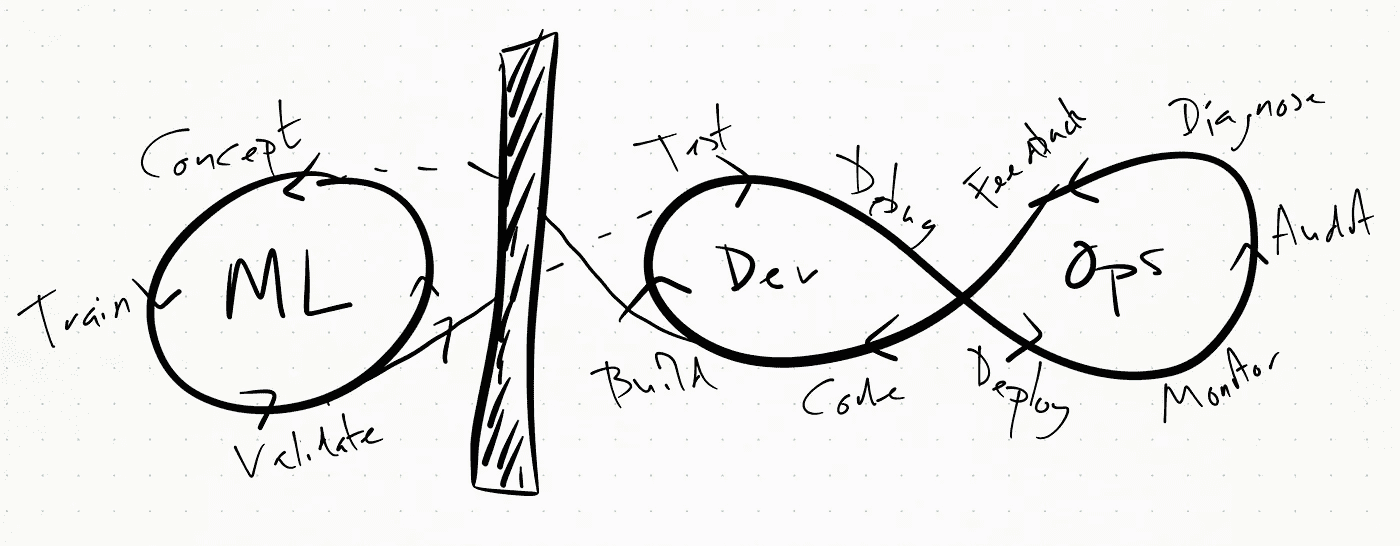 Concept
Train
ML
Validate
Test
Debug
Dev
Build
Code
Feedback
Diagnose
Ops
Audit
Deploy
Monitor